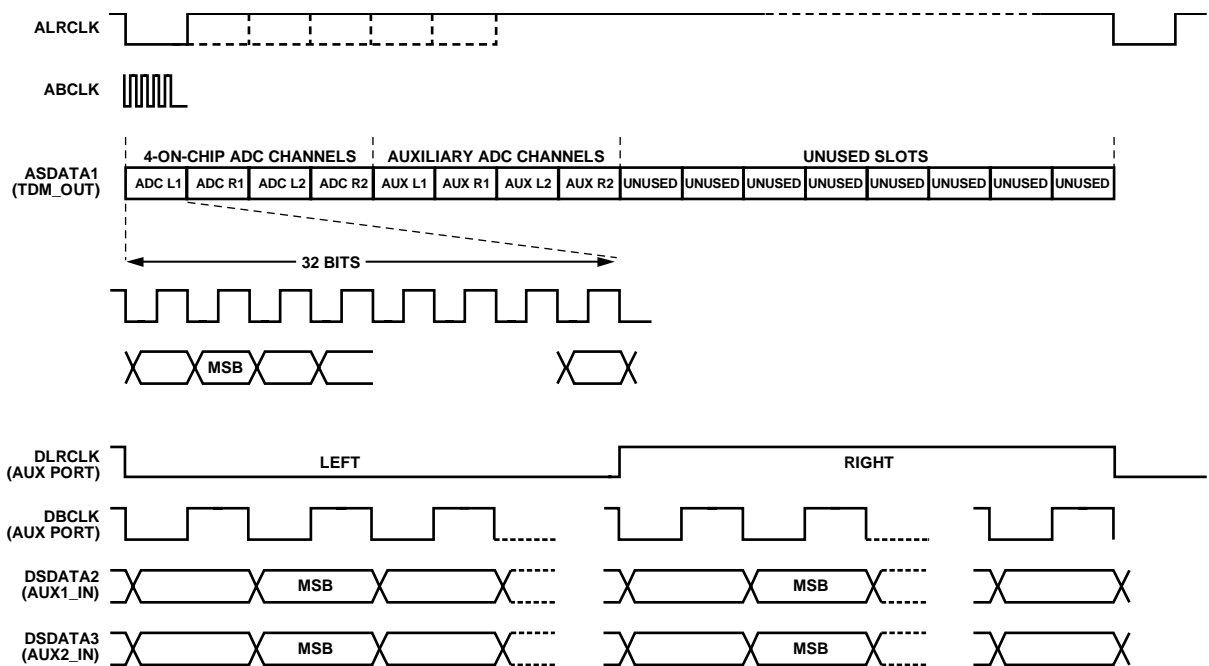 ALRCLK
ABCLK
4-ON-CHIP ADC CHANNELS AUXILIARY ADC CHANNELS UNUSED SLOTS
ASDATA1
(TDM_OUT)
ADC L1 ADC R1 ADC L2 ADC R2 AUX L1 AUX R1 AUX L2 AUX R2 UNUSED UNUSED UNUSED UNUSED UNUSED UNUSED UNUSED UNUSED
32 BITS
MSB
DLRCLK
(AUX PORT)
LEFT RIGHT
DBCLK
(AUX PORT)
DSDATA2
(AUX1_IN)
MSB MSB
DSDATA3
(AUX2_IN)
MSB MSB